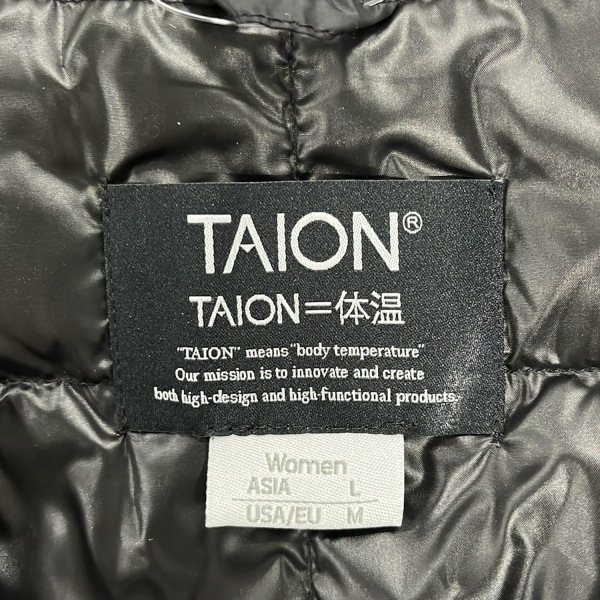 TAION®
TAION=体温
"TAION" means "body temperature"
Our mission is to innovate and create
both high-design and high-functional products.
Women
ASIA L
USA/EU M